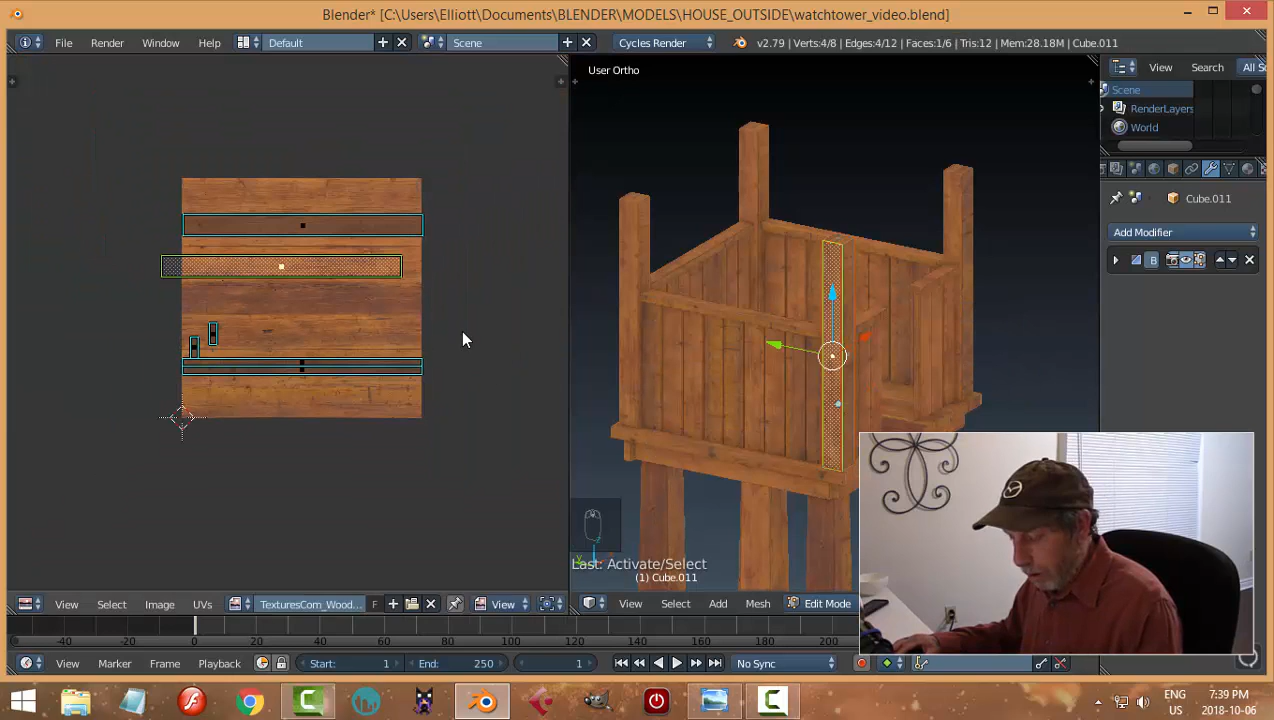 Blender* [C:\Users\Elliott\Documents\BLENDER\MODELS\HOUSE_OUTSIDE\watchtower_video.blend]
File Render Window Help Default Scene Cycles Render v2.79 | Verts:4/8 | Edges:4/12 | Faces:1/6 | Tris:12 | Mem:28.18M | Cube.011
User Ortho
View Search All S
Scene
RenderLayers
World
Cube.011
Add Modifier
B
Last: Activate/Select
(1) Cube.011
View Select Image UVs TexturesCom_Wood... F View
View Select Add Mesh Edit Mode
-40 -20 0 20 40 60 80 100 120 140 160 180 200
View Marker Frame Playback Start: 1 End: 250 1 No Sync
ENG
US
7:39 PM
2018-10-06